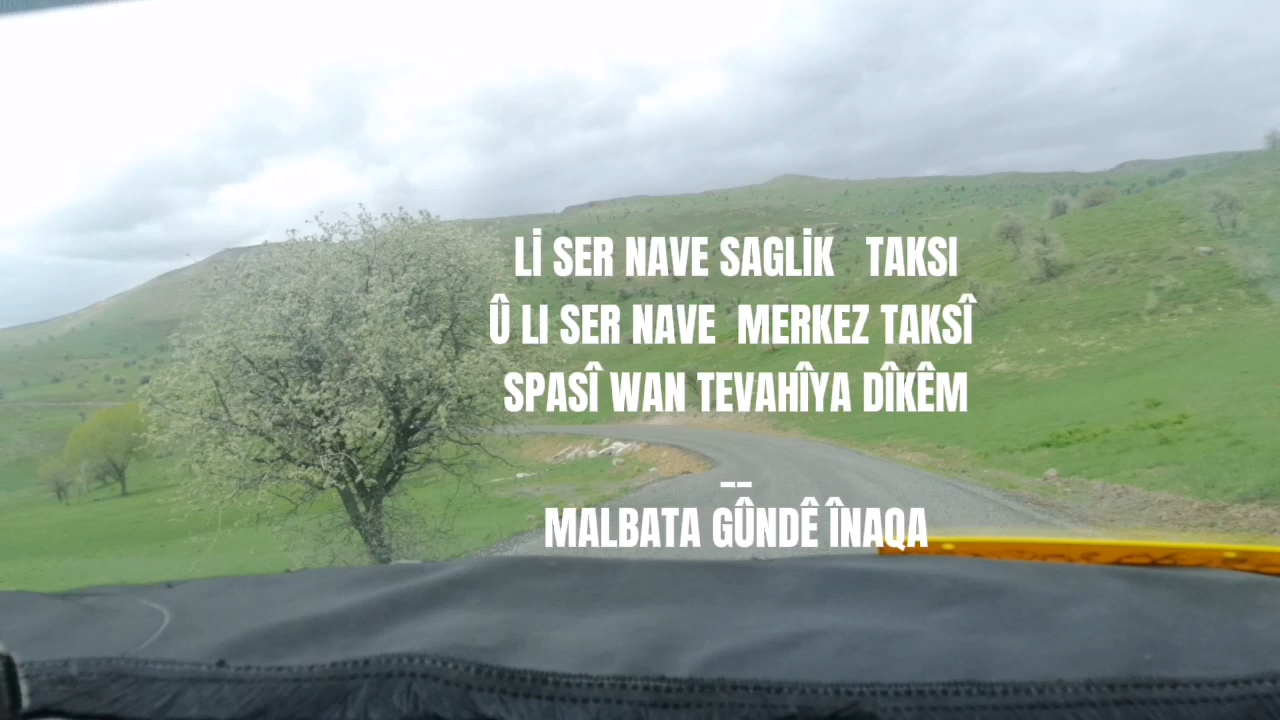 Lİ SER NAVE SAGLİK TAKSI
Û LI SER NAVE MERKEZ TAKSÎ
SPASÎ WAN TEVAHÎYA DÎKÊM
--
MALBATA GÛNDÊ ÎNAQA